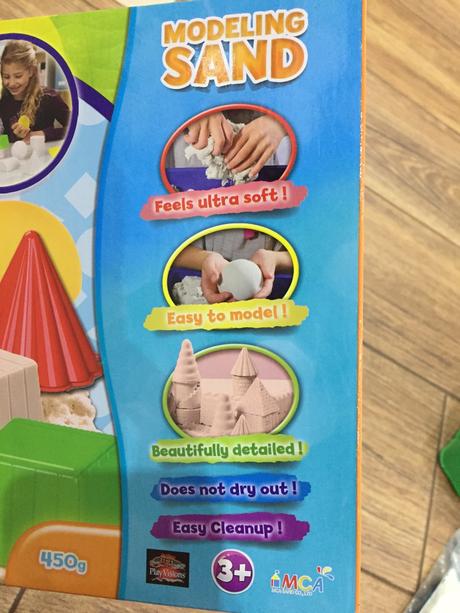 MODELING
SAND
Feels ultra soft !
Easy to model !
Beautifully detailed !
Does not dry out !
Easy Cleanup !
450g
PlayVisions
3+
MCA